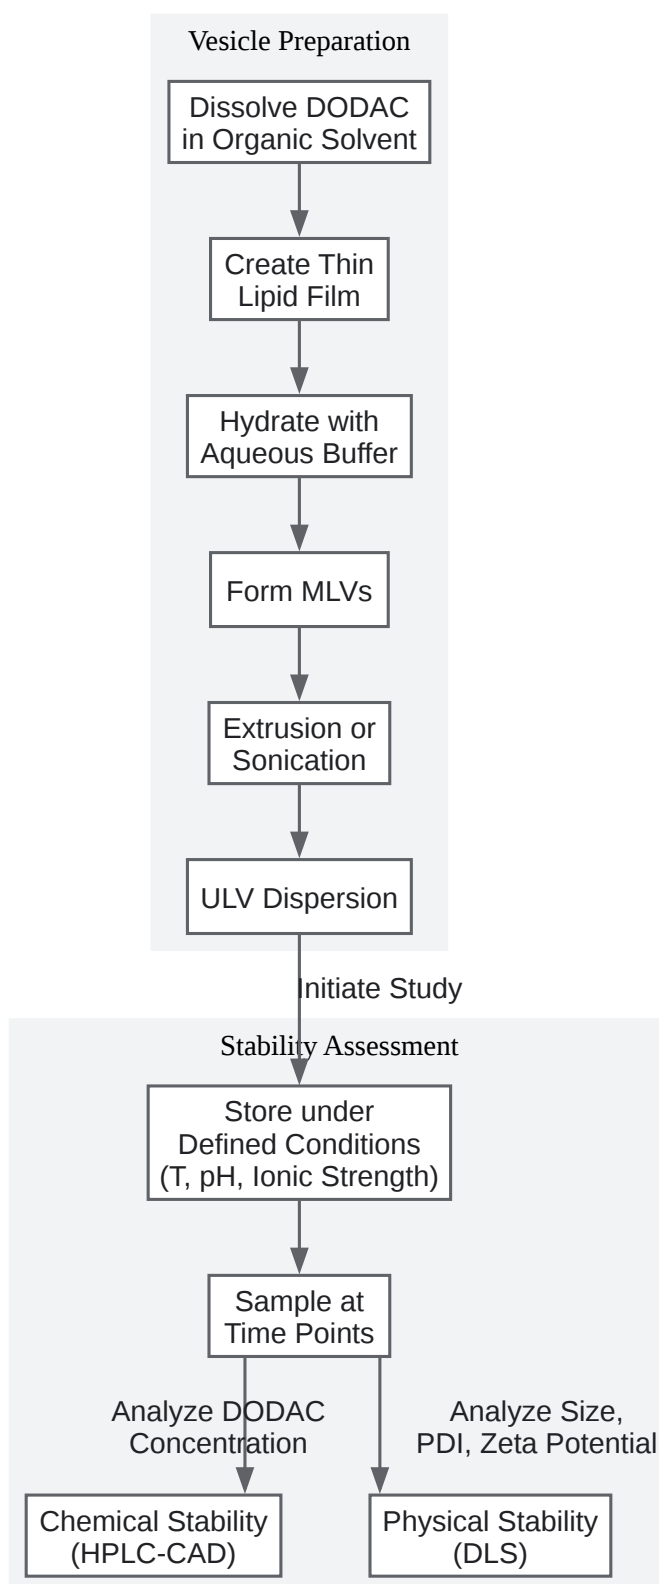 Vesicle Preparation
Dissolve DODAC
in Organic Solvent
Create Thin
Lipid Film
Hydrate with
Aqueous Buffer
Form MLVs
Extrusion or
Sonication
ULV Dispersion
Initiate Study
Stability Assessment
Store under
Defined Conditions
(T, pH, Ionic Strength)
Sample at
Time Points
Analyze DODAC
Concentration
Analyze Size,
PDI, Zeta Potential
Chemical Stability
(HPLC-CAD)
Physical Stability
(DLS)